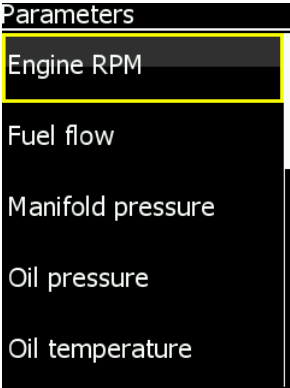 Parameters
Engine RPM
Fuel flow
Manifold pressure
Oil pressure
Oil temperature